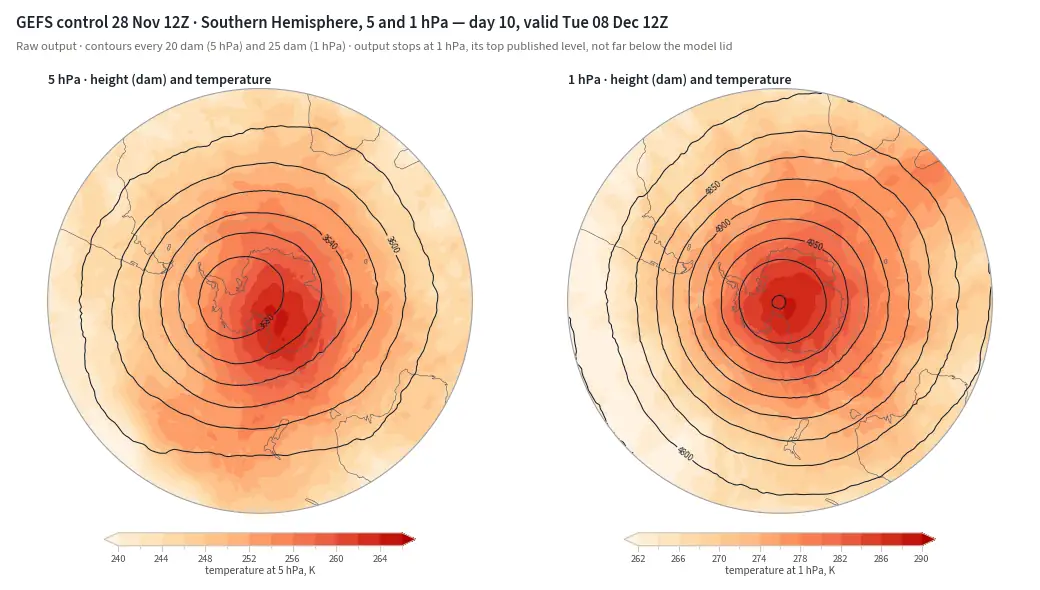 GEFS control 28 Nov 12Z · Southern Hemisphere, 5 and 1 hPa — day 10, valid Tue 08 Dec 12Z
Raw output · contours every 20 dam (5 hPa) and 25 dam (1 hPa) · output stops at 1 hPa, its top published level, not far below the model lid
5 hPa · height (dam) and temperature
1 hPa · height (dam) and temperature
4850
4900
3640
3600
4950
4800
240 244 248 252 256 260 264
262 266 270 274 278 282 286 290
temperature at 5 hPa, K
temperature at 1 hPa, K